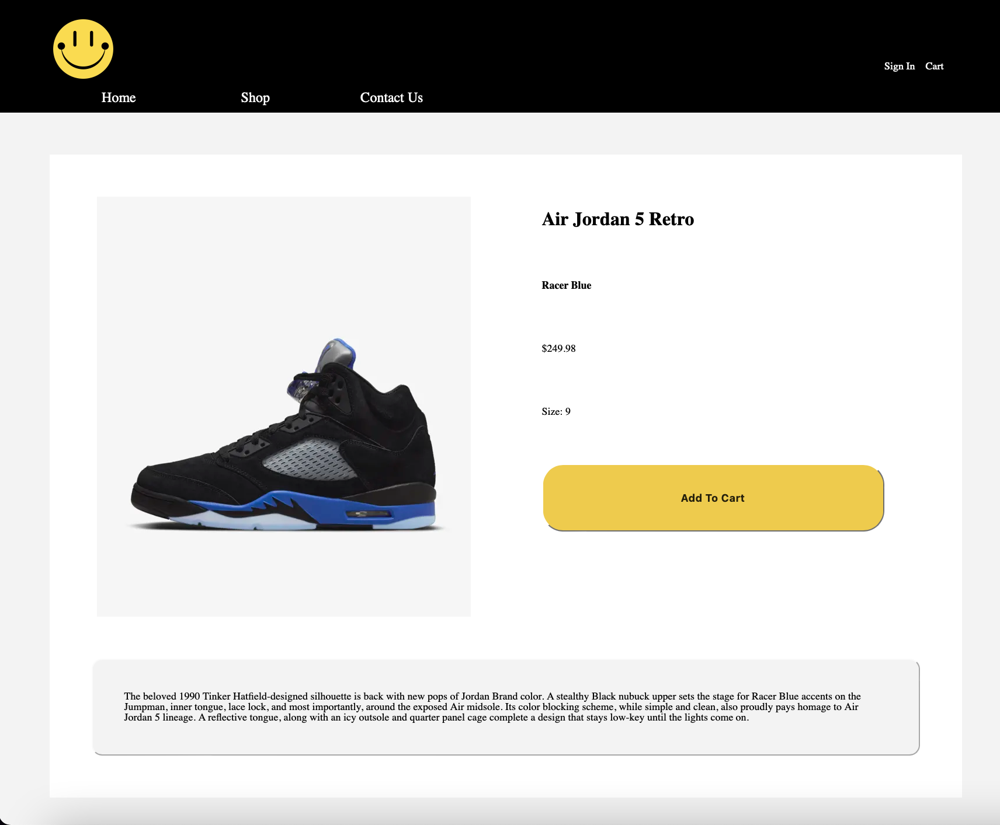 Sign In Cart
Home Shop Contact Us
Air Jordan 5 Retro
Racer Blue
$249.98
Size: 9
Add To Cart
The beloved 1990 Tinker Hatfield-designed silhouette is back with new pops of Jordan Brand color. A stealthy Black nubuck upper sets the stage for Racer Blue accents on the
Jumpman, inner tongue, lace lock, and most importantly, around the exposed Air midsole. Its color blocking scheme, while simple and clean, also proudly pays homage to Air
Jordan 5 lineage. A reflective tongue, along with an icy outsole and quarter panel cage complete a design that stays low-key until the lights come on.